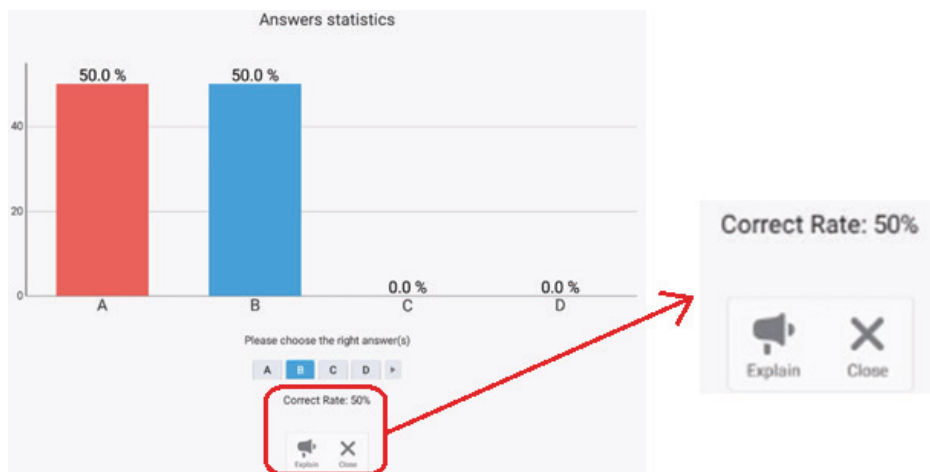 Answers statistics
50.0 % 50.0 %
40
20
0.0 % 0.0 %
0
A B C D
Please choose the right answer(s)
A B C D
Correct Rate: 50%
Explain Close
Correct Rate: 50%
Explain Close